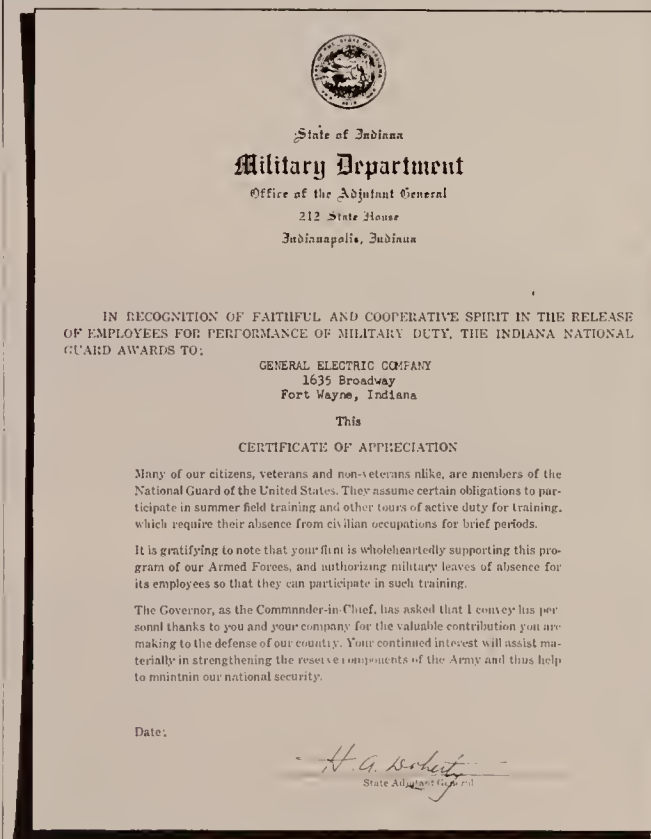 State of Indiana
Military Department
Office of the Adjutant General
212 State House
Indianapolis, Indiana
IN RECOGNITION OF FAITHFUL AND COOPERATIVE SPIRIT IN THE RELEASE
OF EMPLOYEES FOR PERFORMANCE OF MILITARY DUTY, THE INDIANA NATIONAL
GUARD AWARDS TO:
GENERAL ELECTRIC COMPANY
1635 Broadway
Fort Wayne, Indiana
This
CERTIFICATE OF APPRECIATION
Many of our citizens, veterans and non-veterans alike, are members of the
National Guard of the United States. They assume certain obligations to par-
ticipate in summer field training and other tours of active duty for training,
which require their absence from civilian occupations for brief periods.
It is gratifying to note that your firm is wholeheartedly supporting this pro-
gram of our Armed Forces, and authorizing military leaves of absence for
its employees so that they can participate in such training.
The Governor, as the Commander-in-Chief, has asked that I convey his per
sonal thanks to you and your company for the valuable contribution you are
making to the defense of our country. Your continued interest will assist ma-
terially in strengthening the reserve components of the Army and thus help
to maintain our national security.
Date:
H. A. Doherty
State Adjutant General